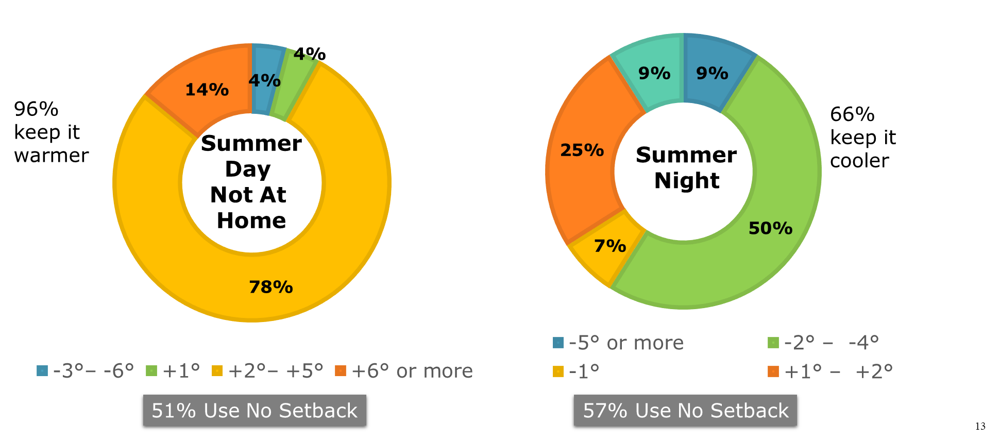 96%
keep it
warmer
14%
4%
4%
78%
Summer
Day
Not At
Home
-3°– -6°
+1°
+2°– +5°
+6° or more
51% Use No Setback
9%
9%
25%
7%
50%
Summer
Night
66%
keep it
cooler
-5° or more
-2° –  -4°
-1°
+1° –  +2°
57% Use No Setback
13